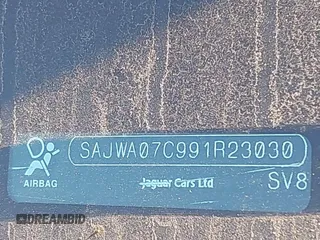 SAJWA07C991R23030
AIRBAG
Jaguar Cars Ltd
SV8
DREAMBID